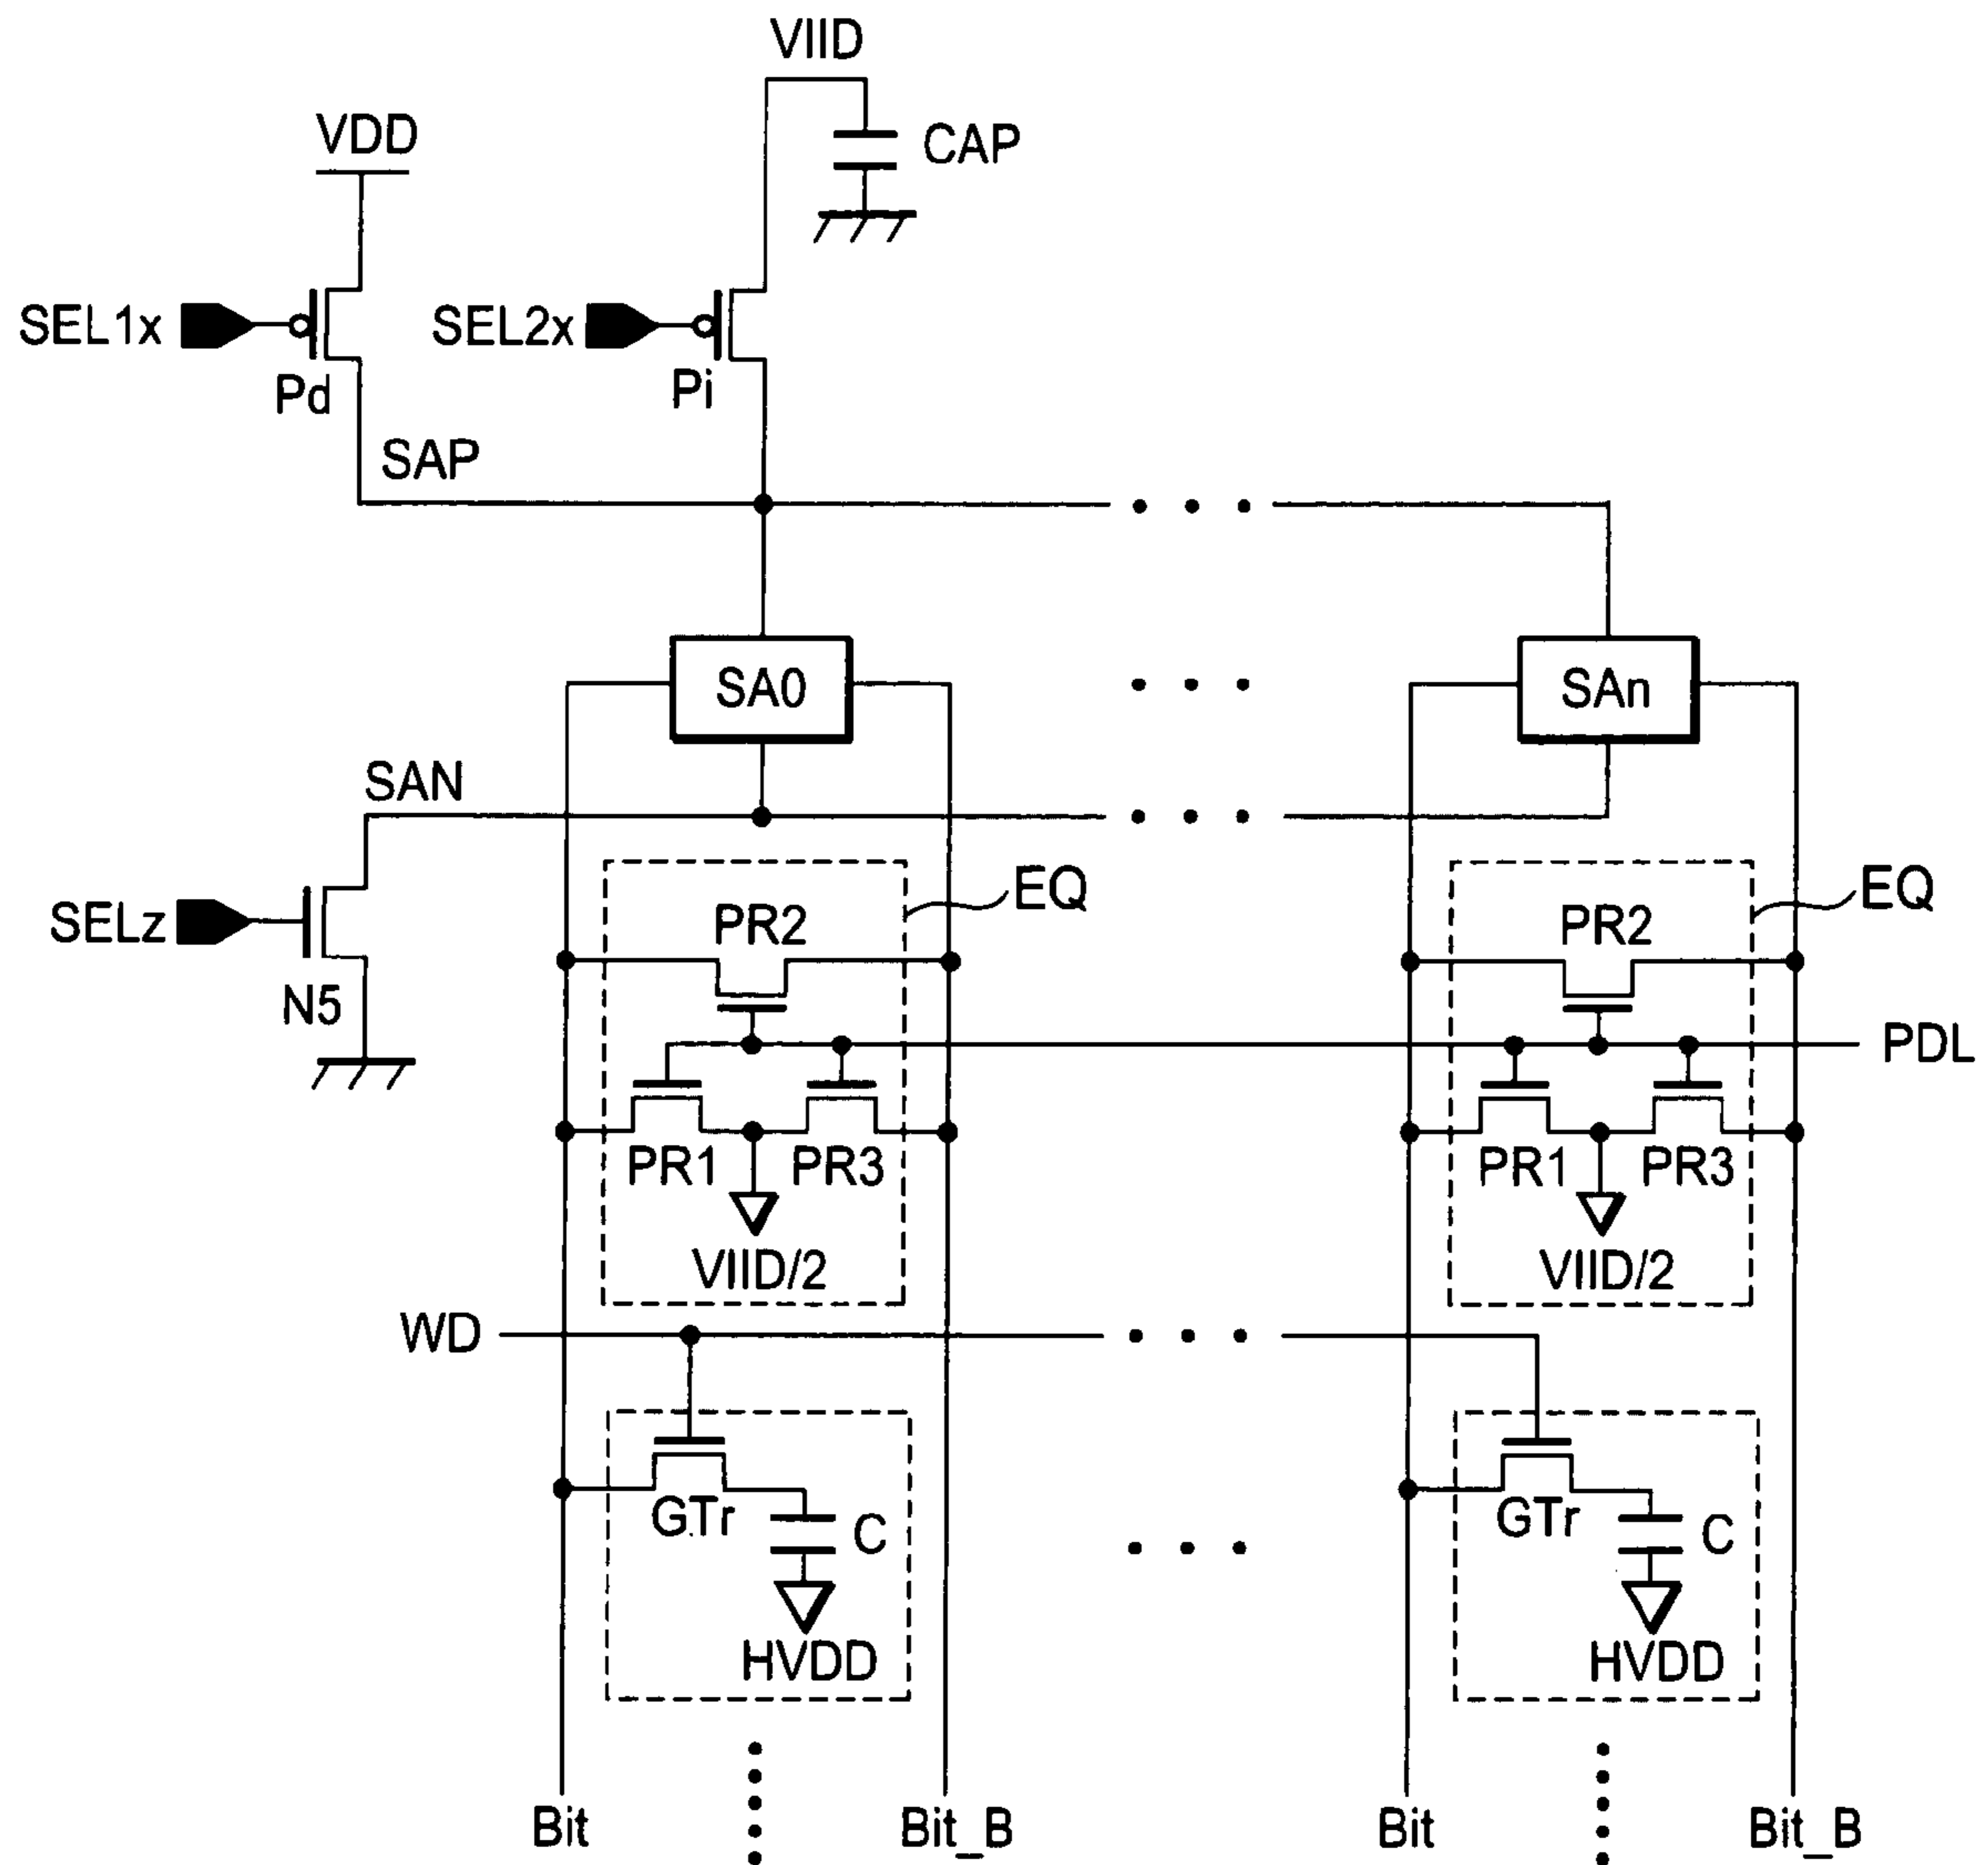 VIID
VDD
CAP
SEL1x
SEL2x
Pd
Pi
SAP
SA0
SAn
SAN
EQ
EQ
SELz
PR2
PR2
N5
PDL
PR1
PR3
PR1
PR3
VIID/2
VIID/2
WD
GTr
C
GTr
C
HVDD
HVDD
Bit
Bit_B
Bit
Bit_B